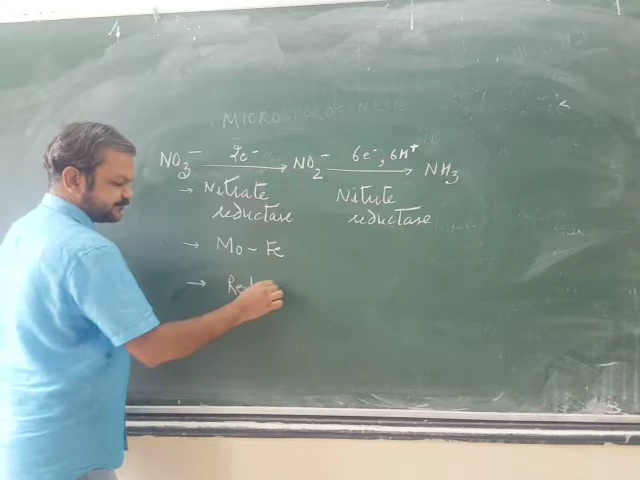 NO₃⁻ 2e⁻ → NO₂⁻ 6e⁻, 6H⁺ → NH₃
→ Nitrate Nitrite
reductase reductase
→ Mo – Fe
→